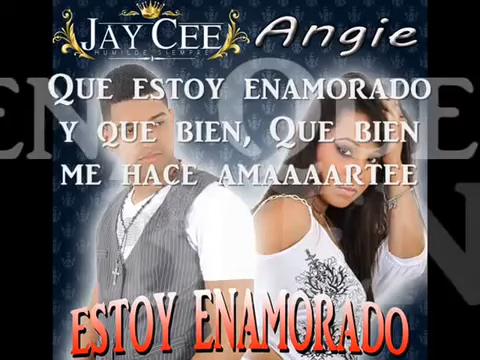 JAY CEE Angie
HUMILDE SIEMPRE
QUE ESTOY ENAMORADO
Y QUE BIEN, QUE BIEN
ME HACE AMAAAARTEE
ESTOY ENAMORADO